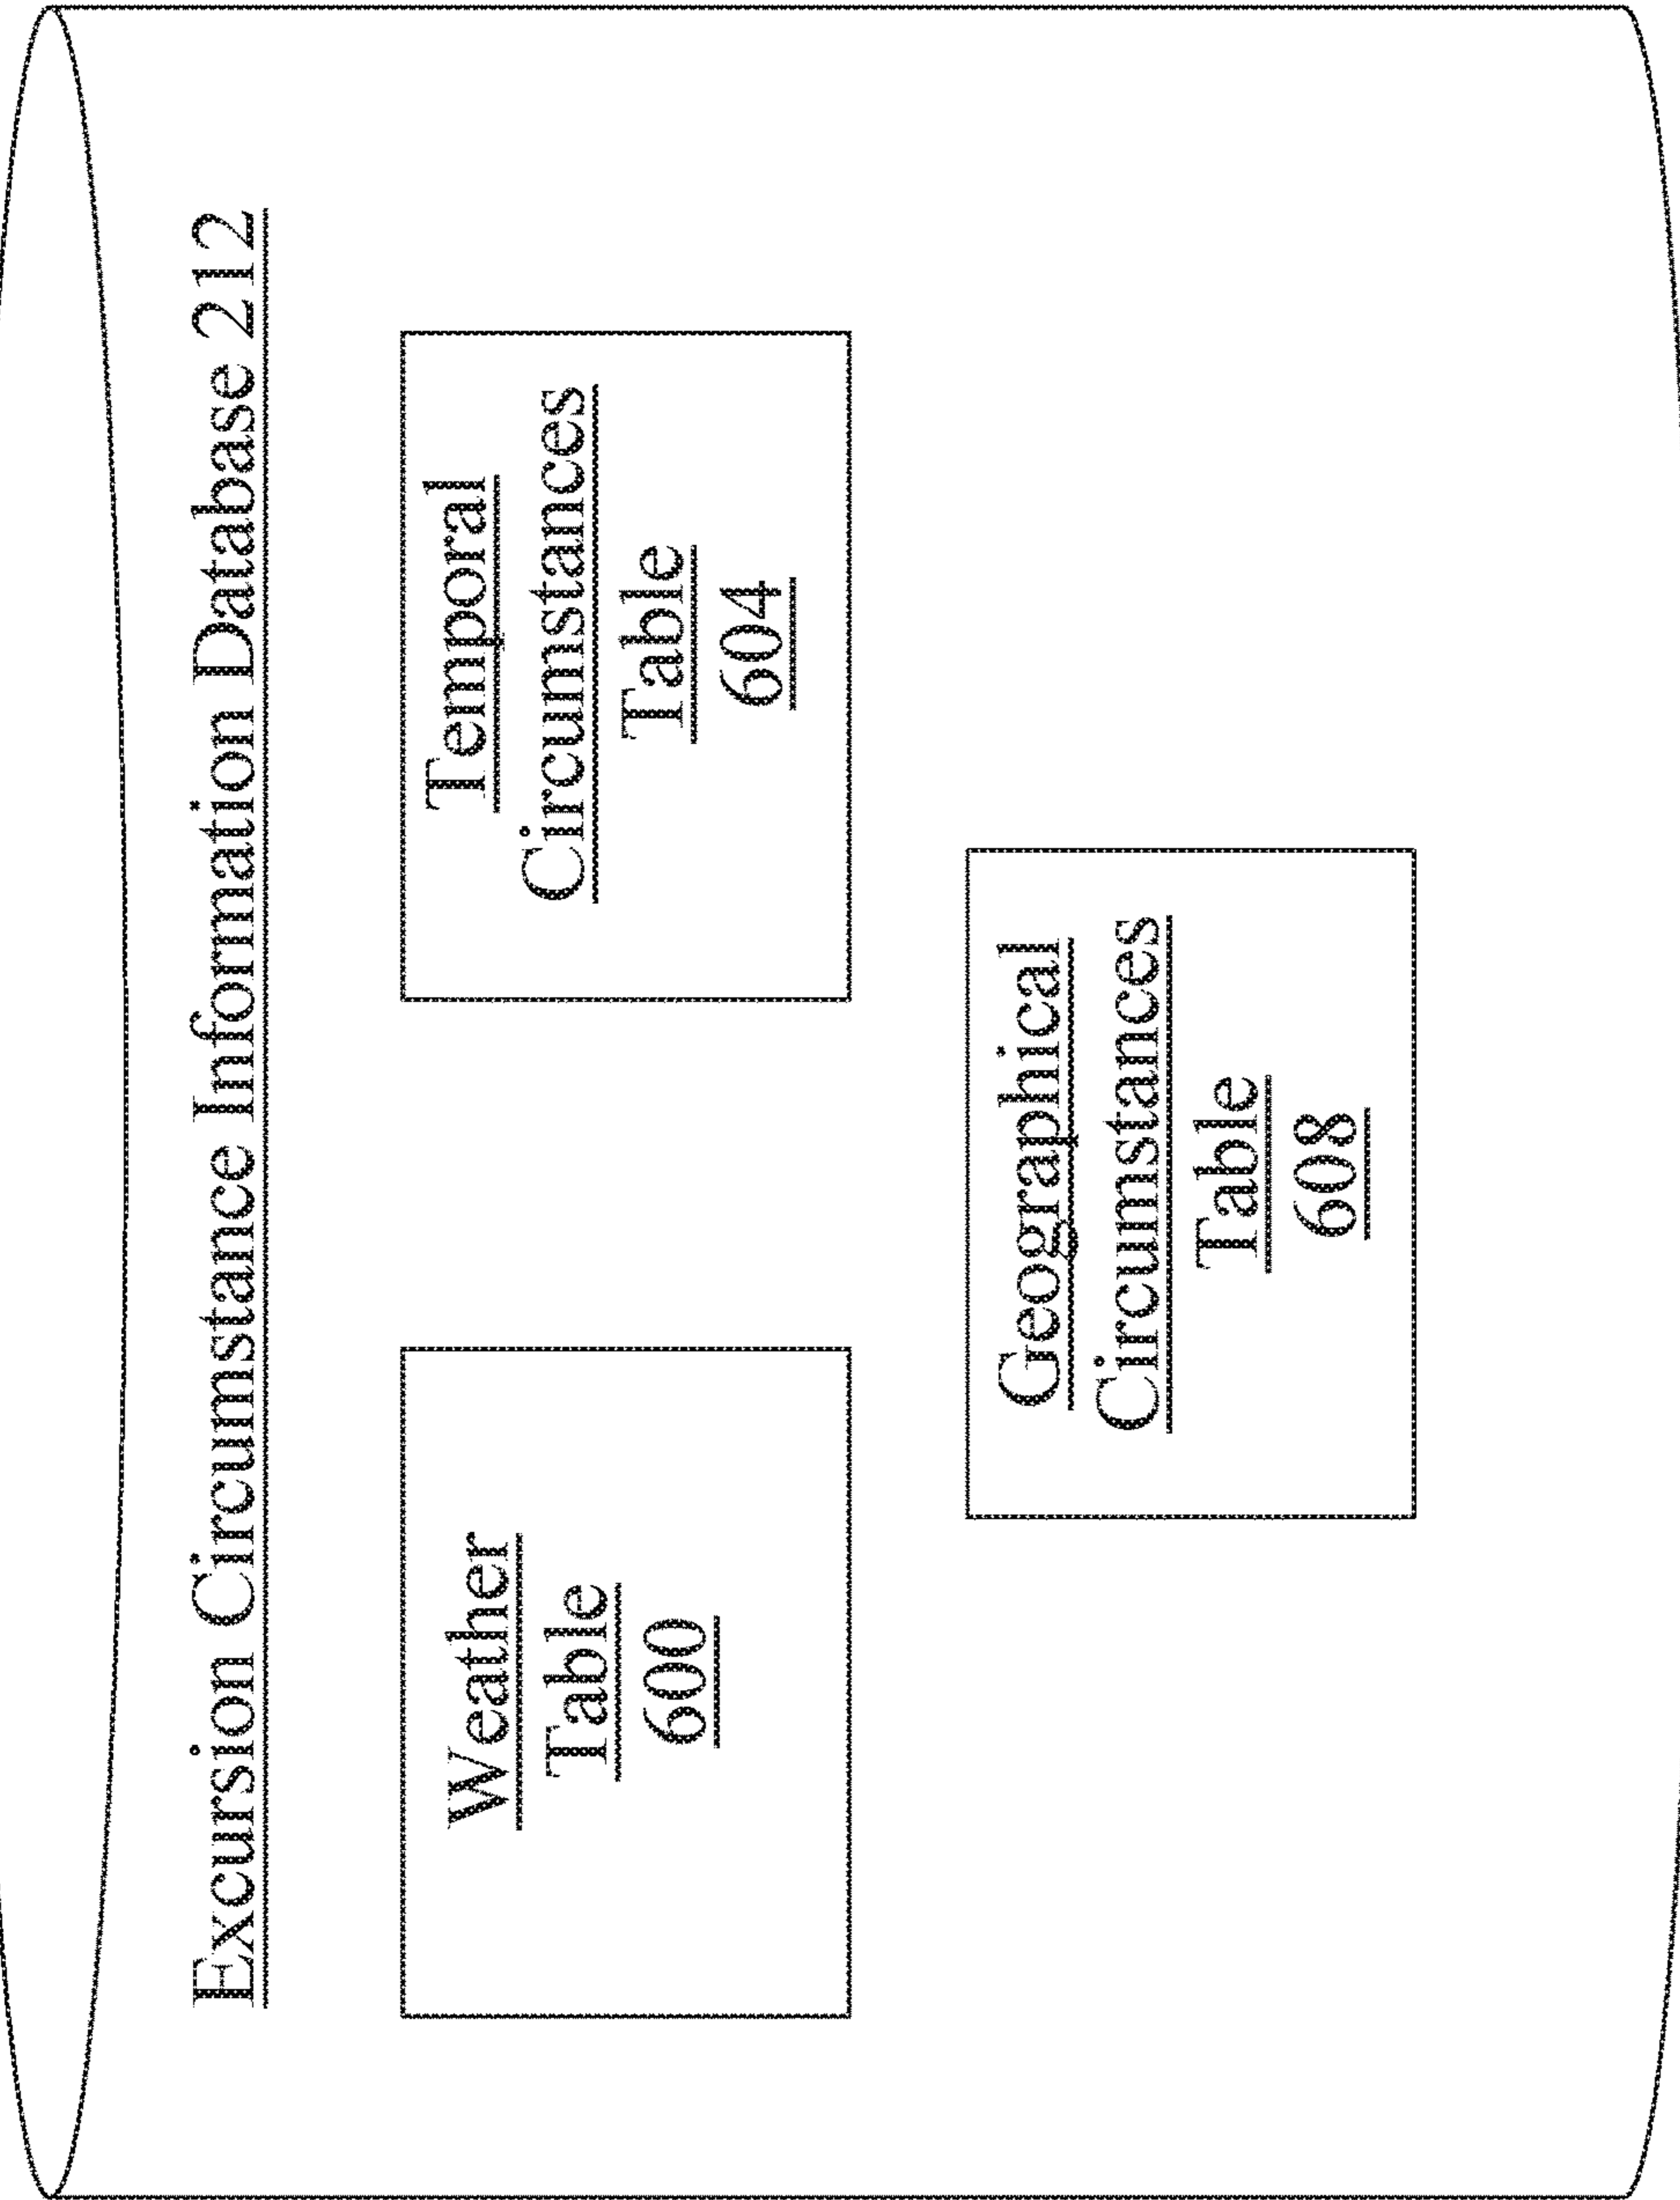 Excursion Circumstance Information Database 212
Weather
Table
600
Temporal
Circumstances
Table
604
Geographical
Circumstances
Table
608